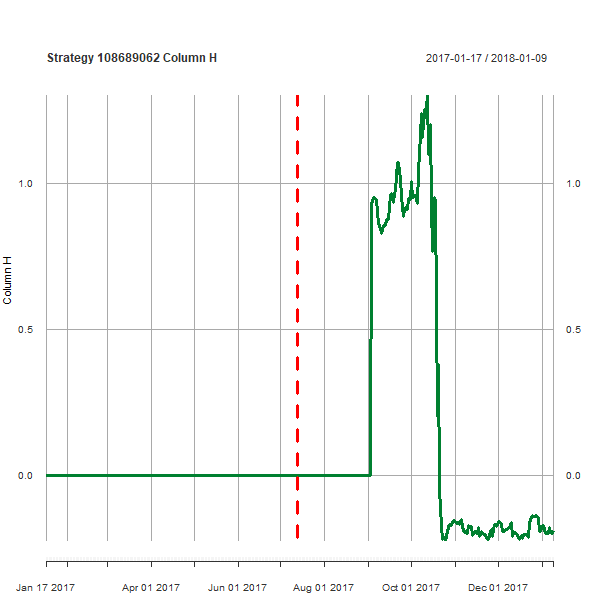 Strategy 108689062 Column H 2017-01-17 / 2018-01-09
1.0 1.0
Column H
0.5 0.5
0.0 0.0
Jan 17 2017 Apr 01 2017 Jun 01 2017 Aug 01 2017 Oct 01 2017 Dec 01 2017